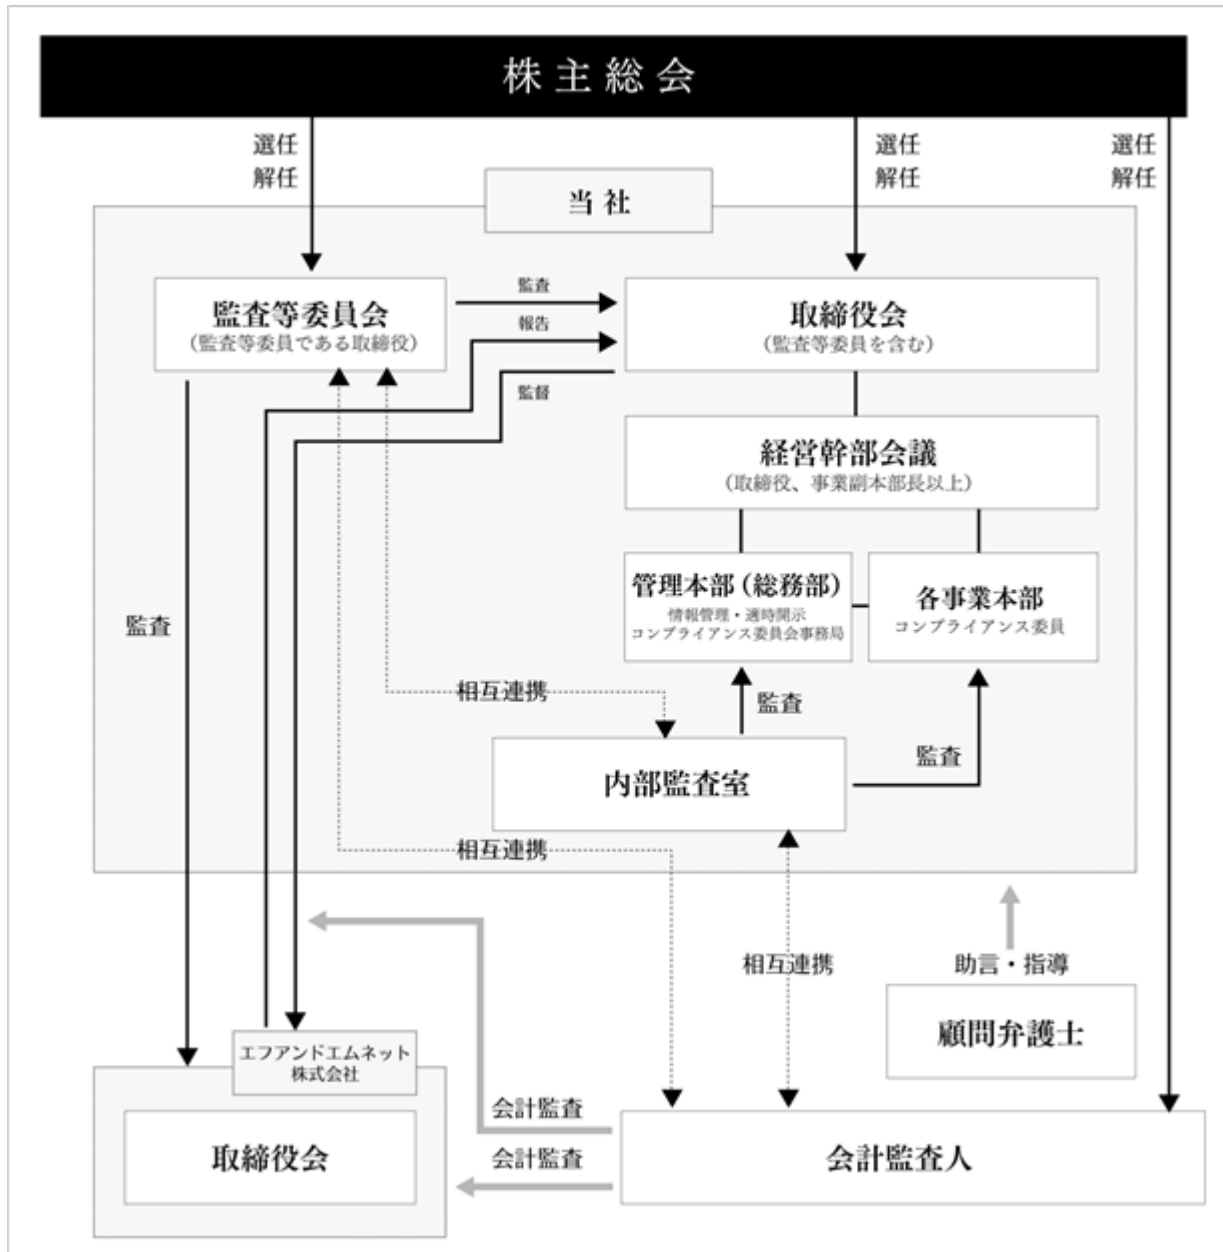 株主総会
選任
解任
選任
解任
選任
解任
当社
監査等委員会
（監査等委員である取締役）
監査
報告
監督
取締役会
（監査等委員を含む）
経営幹部会議
（取締役、事業副本部長以上）
管理本部（総務部）
情報管理・適時開示
コンプライアンス委員会事務局
各事業本部
コンプライアンス委員
監査
相互連携
監査
監査
内部監査室
相互連携
相互連携
助言・指導
顧問弁護士
エフアンドエムネット
株式会社
取締役会
会計監査
会計監査
会計監査人